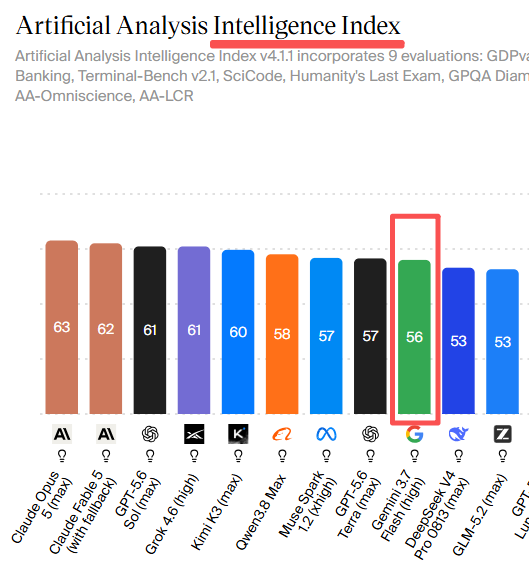 Artificial Analysis Intelligence Index
Artificial Analysis Intelligence Index v4.1.1 incorporates 9 evaluations: GDPva
Banking, Terminal-Bench v2.1, SciCode, Humanity's Last Exam, GPQA Diam
AA-Omniscience, AA-LCR
63
62
61
61
60
58
57
57
56
53
53
Claude Opus
5 (max)
Claude Fable 5
(with fallback)
GPT-5.6
Sol (max)
Grok 4.6 (high)
Kimi K3 (max)
Qwen3.8 Max
Muse Spark
1.2 (xhigh)
GPT-5.6
Terra (max)
Gemini 3.7
Flash (high)
DeepSeek V4
Pro 0813 (max)
GLM-5.2 (max)
GPT-
Lun